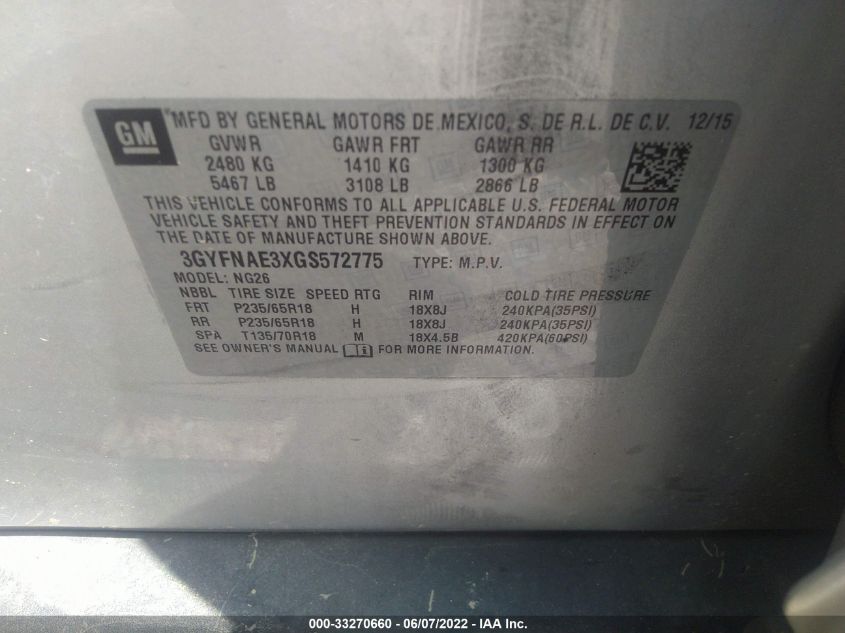 GM MFD BY GENERAL MOTORS DE MEXICO, S. DE R.L. DE C.V. 12/15
GVWR GAWR FRT GAWR RR
2480 KG 1410 KG 1300 KG
5467 LB 3108 LB 2866 LB
THIS VEHICLE CONFORMS TO ALL APPLICABLE U.S. FEDERAL MOTOR
VEHICLE SAFETY AND THEFT PREVENTION STANDARDS IN EFFECT ON
THE DATE OF MANUFACTURE SHOWN ABOVE.
3GYFNAE3XGS572775 TYPE: M.P.V.
MODEL: NG26
NBBL TIRE SIZE SPEED RTG RIM COLD TIRE PRESSURE
FRT P235/65R18 H 18X8J 240KPA(35PSI)
RR P235/65R18 H 18X8J 240KPA(35PSI)
SPA T135/70R18 M 18X4.5B 420KPA(60PSI)
SEE OWNER'S MANUAL FOR MORE INFORMATION.
000-33270660 - 06/07/2022 - IAA Inc.